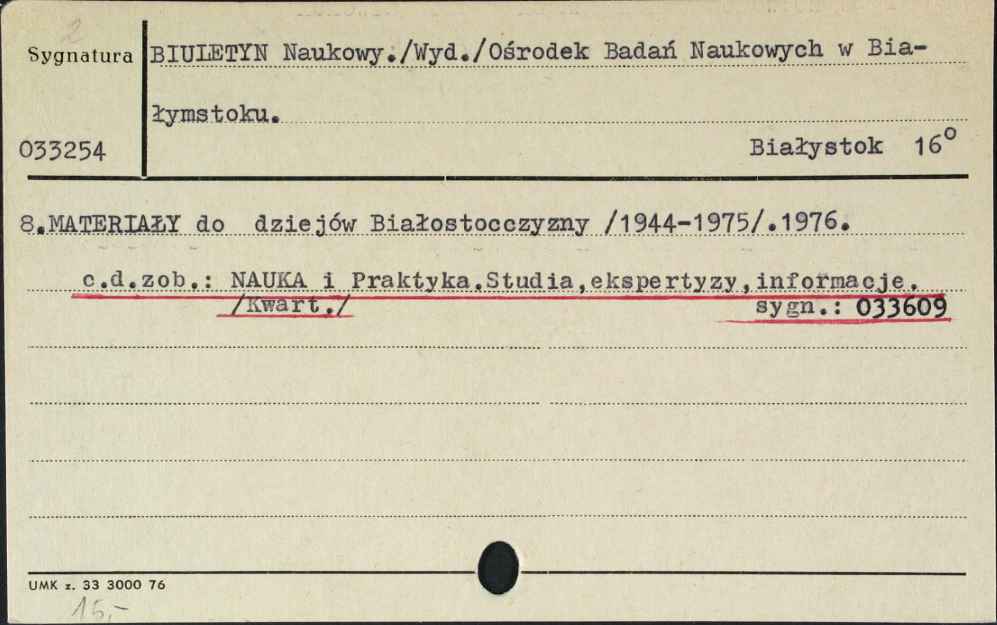 2
Sygnatura BIULETYN Naukowy./Wyd./Ośrodek Badań Naukowych w Bia-
łymstoku.
033254 Białystok 16°
8.MATERIAŁY do dziejów Białostocczyzny /1944-1975/.1976.
c.d.zob.: NAUKA i Praktyka.Studia,ekspertyzy,informacje.
/Kwart./ sygn.: 033609
UMK z. 33 3000 76
15,-